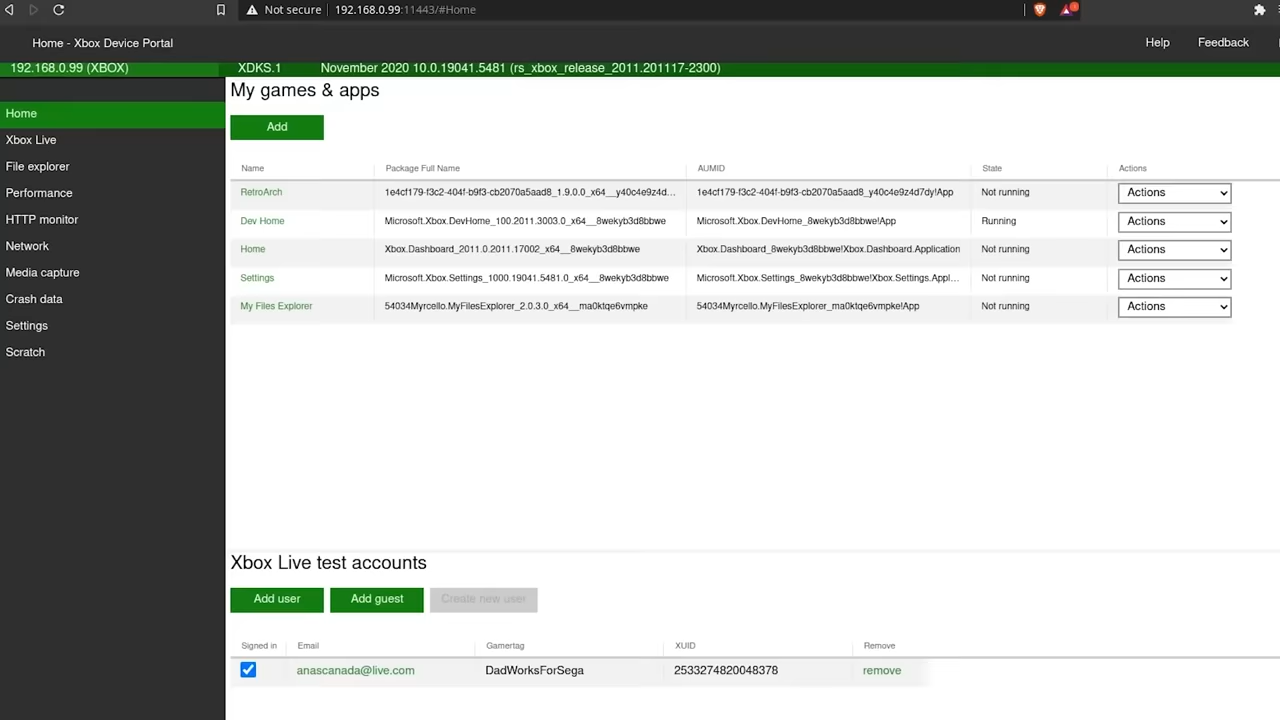 Not secure 192.168.0.99:11443/#Home
Home - Xbox Device Portal Help Feedback
192.168.0.99 (XBOX) XDKS.1 November 2020 10.0.19041.5481 (rs_xbox_release_2011.201117-2300)
Home
Xbox Live
File explorer
Performance
HTTP monitor
Network
Media capture
Crash data
Settings
Scratch
My games & apps
Add
Name Package Full Name AUMID State Actions
RetroArch 1e4cf179-f3c2-404f-b9f3-cb2070a5aad8_1.9.0.0_x64__y40c4e9z4d... 1e4cf179-f3c2-404f-b9f3-cb2070a5aad8_y40c4e9z4d7dy!App Not running Actions
Dev Home Microsoft.Xbox.DevHome_100.2011.3003.0_x64__8wekyb3d8bbwe Microsoft.Xbox.DevHome_8wekyb3d8bbwe!App Running Actions
Home Xbox.Dashboard_2011.0.2011.17002_x64__8wekyb3d8bbwe Xbox.Dashboard_8wekyb3d8bbwe!Xbox.Dashboard.Application Not running Actions
Settings Microsoft.Xbox.Settings_1000.19041.5481.0_x64__8wekyb3d8bbwe Microsoft.Xbox.Settings_8wekyb3d8bbwe!Xbox.Settings.Appl... Not running Actions
My Files Explorer 54034Myrcello.MyFilesExplorer_2.0.3.0_x64__ma0ktqe6vmpke 54034Myrcello.MyFilesExplorer_ma0ktqe6vmpke!App Not running Actions
Xbox Live test accounts
Add user Add guest Create new user
Signed in Email Gamertag XUID Remove
anascanada@live.com DadWorksForSega 2533274820048378 remove